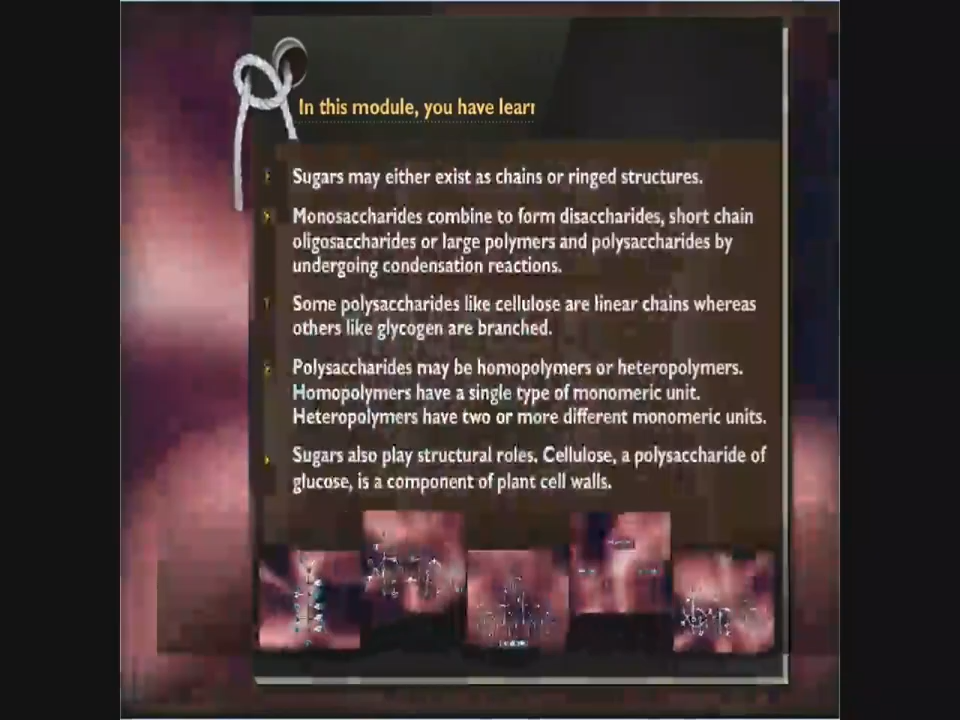 In this module, you have lear
Sugars may either exist as chains or ringed structures.
Monosaccharides combine to form disaccharides, short chain
oligosaccharides or large polymers and polysaccharides by
undergoing condensation reactions.
Some polysaccharides like cellulose are linear chains whereas
others like glycogen are branched.
Polysaccharides may be homopolymers or heteropolymers.
Homopolymers have a single type of monomeric unit.
Heteropolymers have two or more different monomeric units.
Sugars also play structural roles. Cellulose, a polysaccharide of
glucose, is a component of plant cell walls.